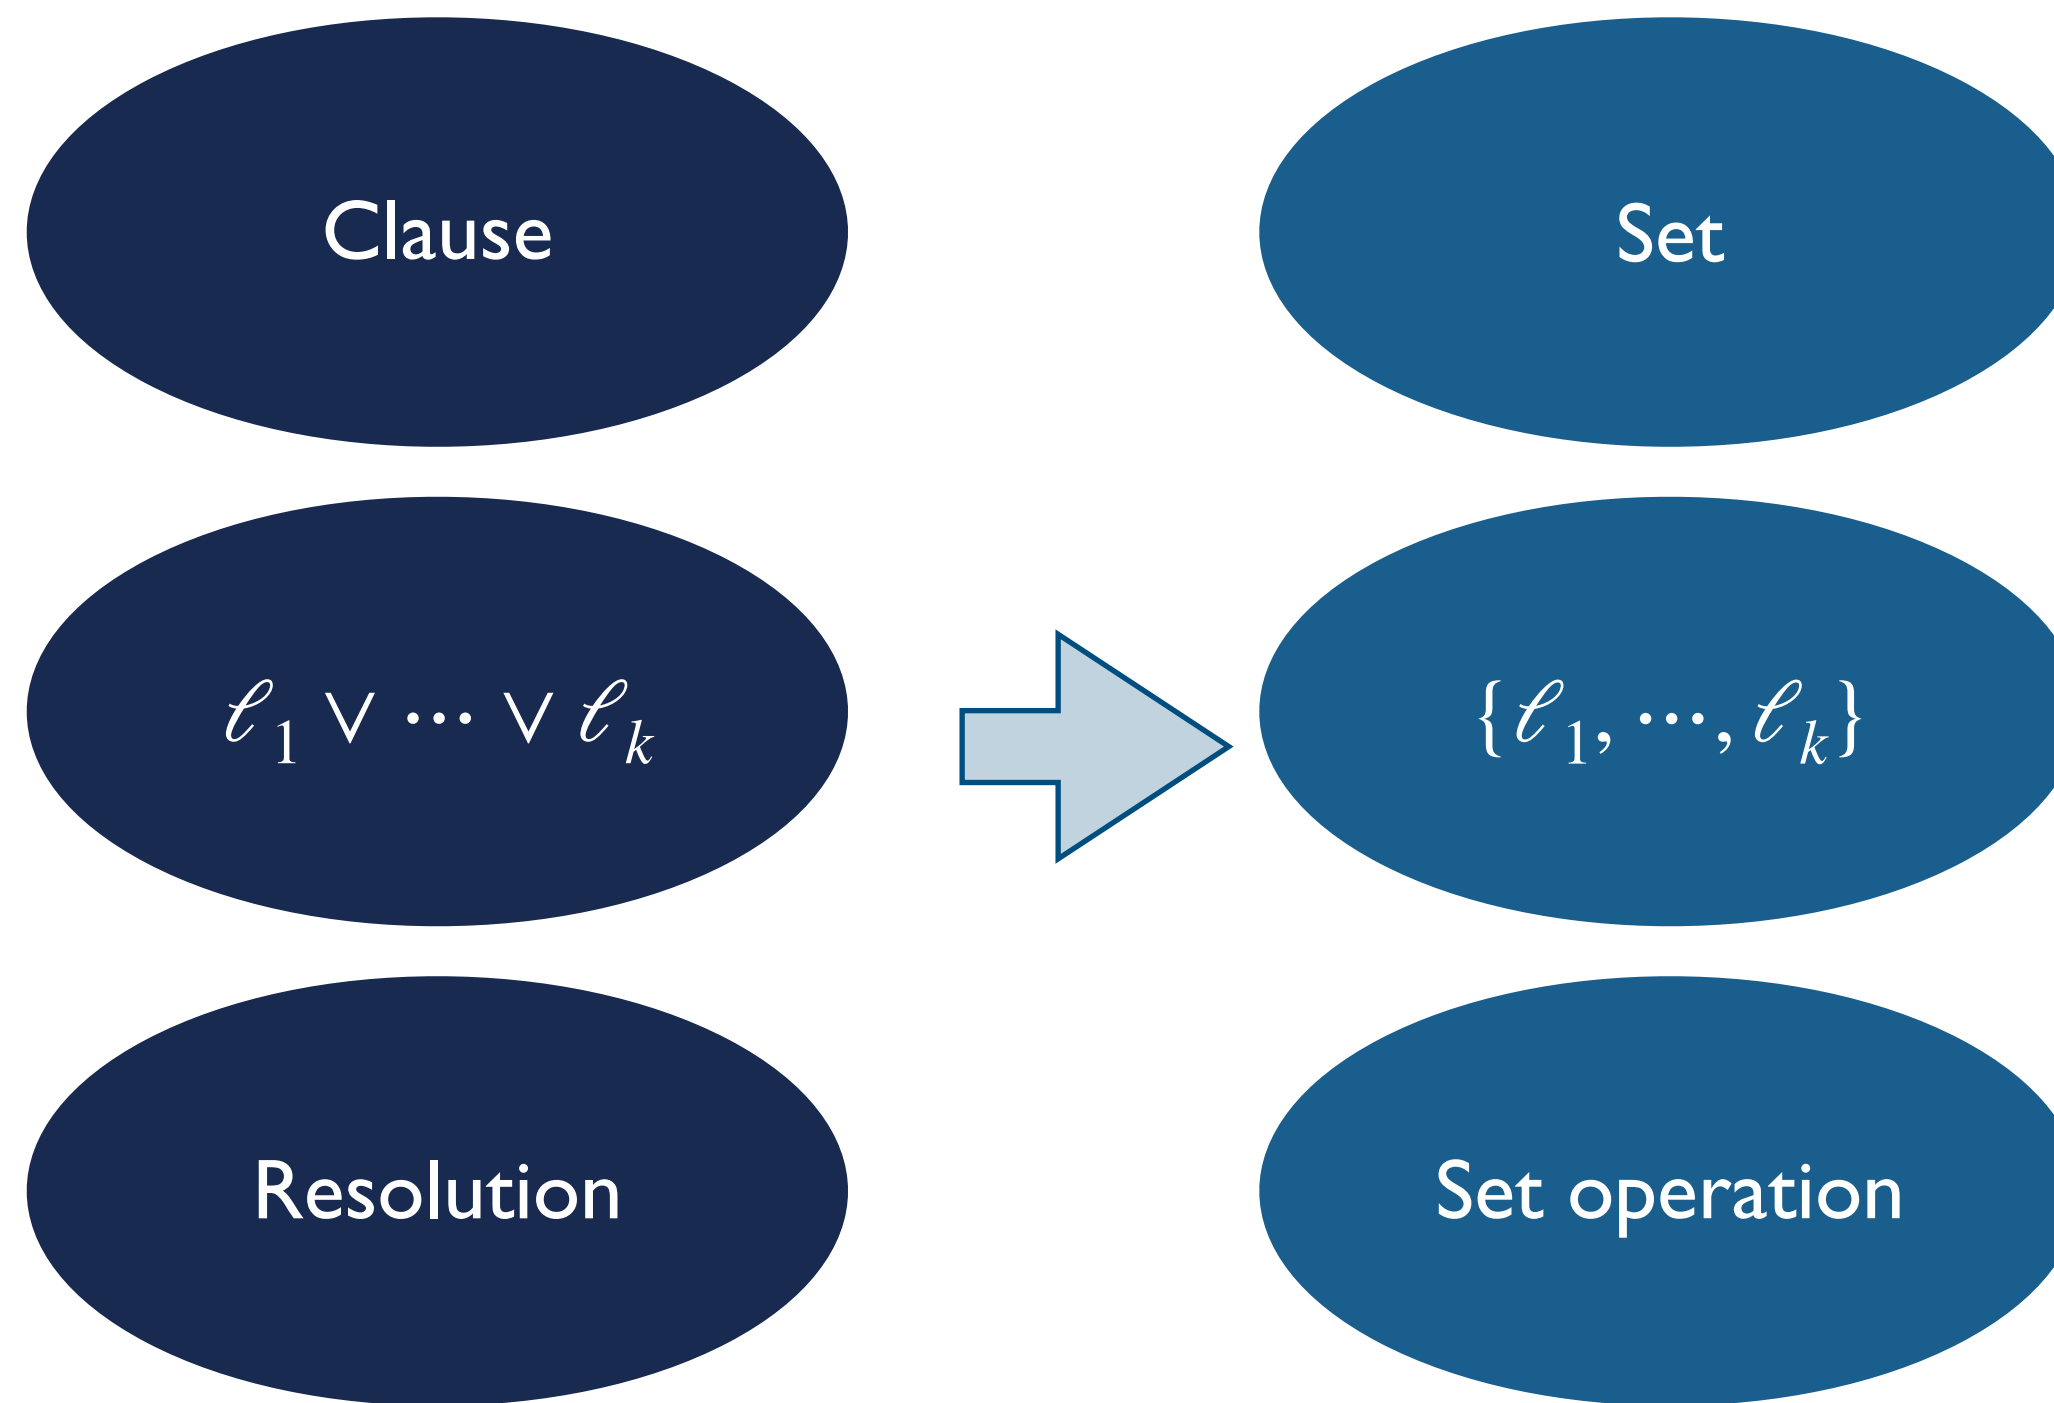 Clause
Set
ℓ₁ ∨ ⋯ ∨ ℓₖ
{ℓ₁, ⋯, ℓₖ}
Resolution
Set operation